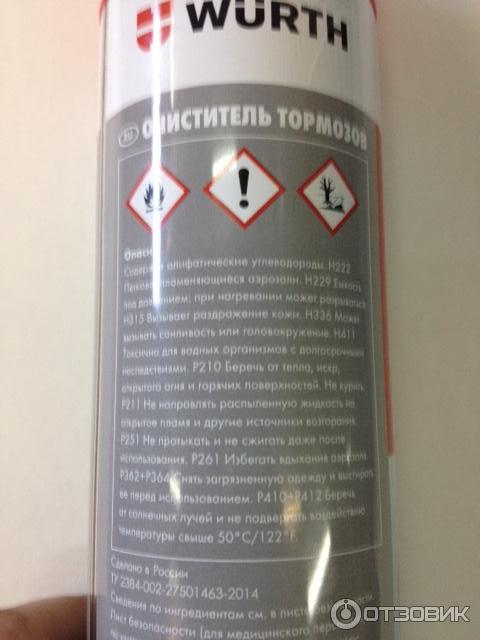 WÜRTH
RU ОЧИСТИТЕЛЬ ТОРМОЗОВ
Опасно
Содержит алифатические углеводороды. H222
Легковоспламеняющиеся аэрозоли. H229 Емкость
под давлением: при нагревании может разрываться
H315 Вызывает раздражение кожи. H336 Может
вызывать сонливость или головокружение. H411
Токсично для водных организмов с долгосрочными
последствиями. P210 Беречь от тепла, искр,
открытого огня и горячих поверхностей. Не курить.
P211 Не направлять распыленную жидкость на
открытое пламя и другие источники возгорания.
P251 Не протыкать и не сжигать даже после
использования. P261 Избегать вдыхания аэрозоля.
P362+P364 Снять загрязненную одежду и выстирать
ее перед использованием. P410+P412 Беречь
от солнечных лучей и не подвергать воздействию
температуры свыше 50°C/122°F.
Сделано в России
ТУ 2384-002-27501463-2014
Сведения по ингредиентам см. в листе
безопасности (для медицинского
ОТЗОВИК